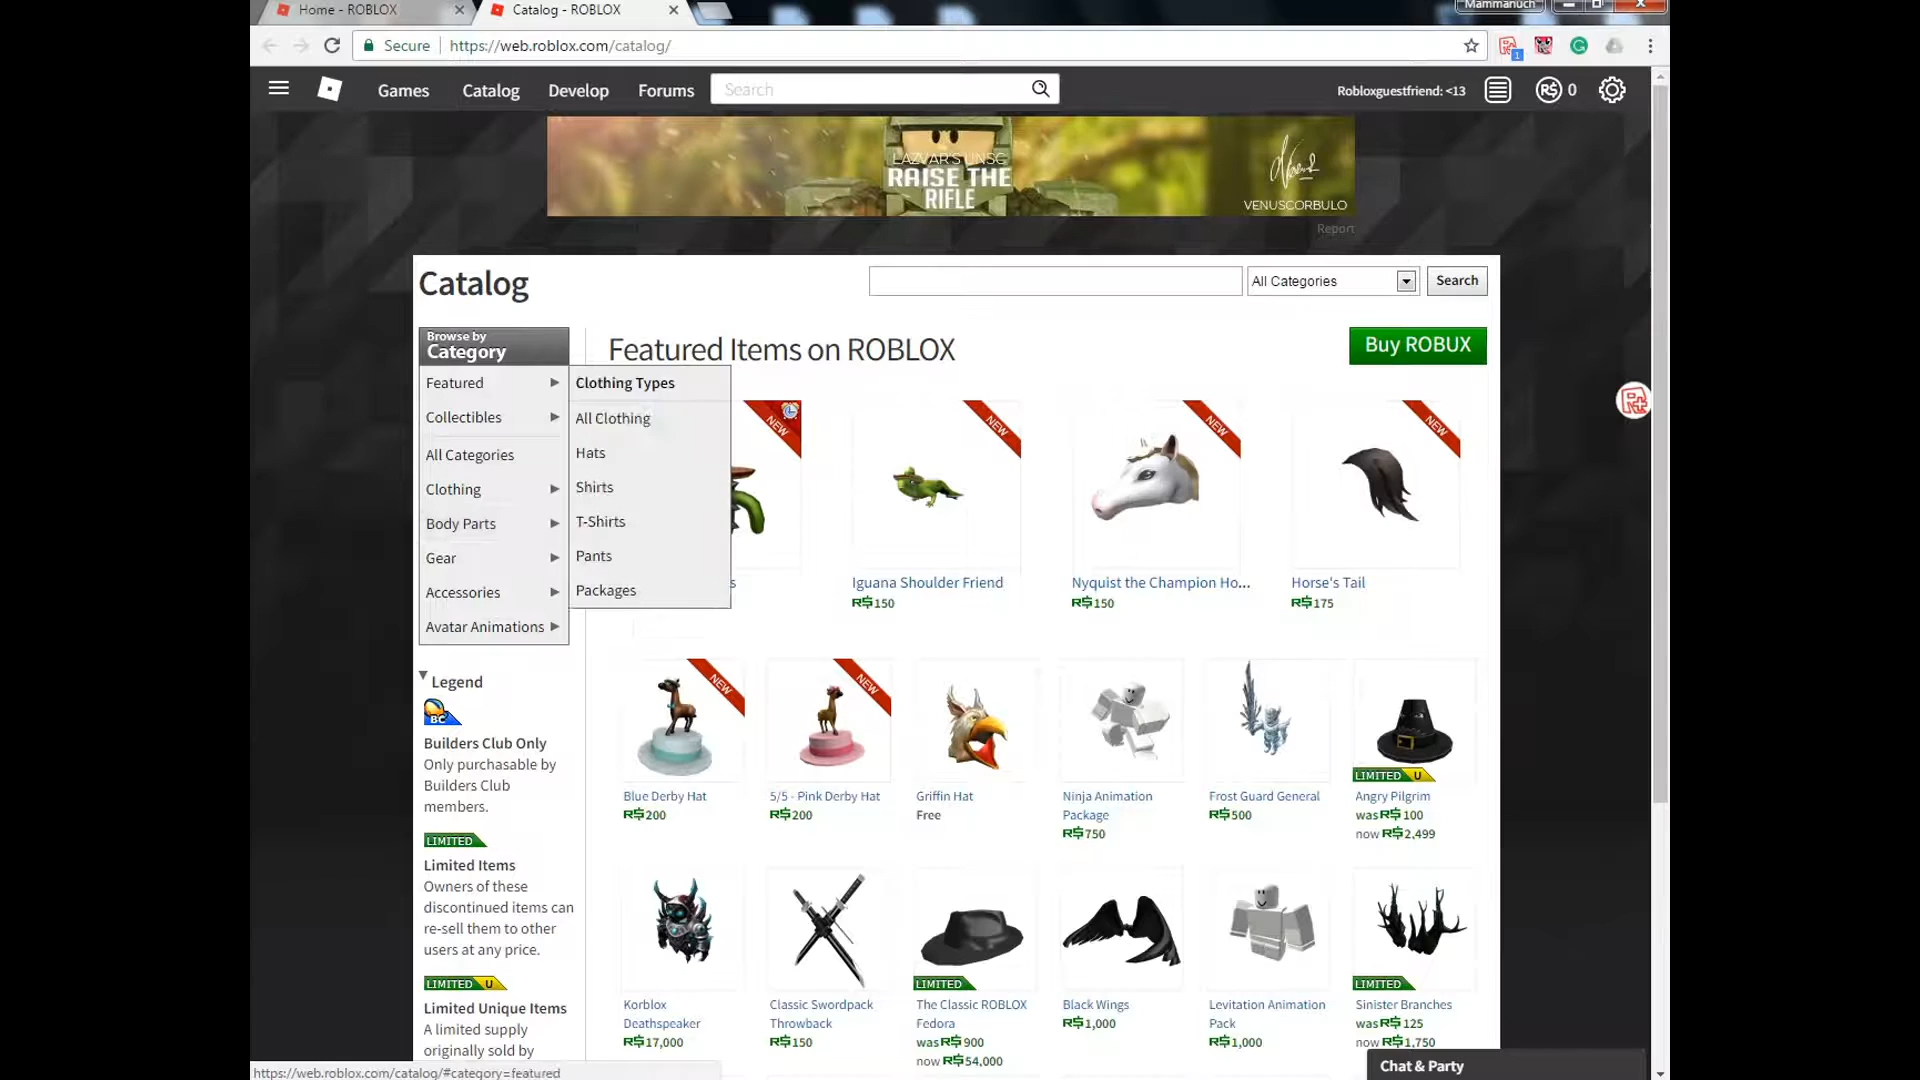 Home - ROBLOX
Catalog - ROBLOX
Mammanuch
Secure
https://web.roblox.com/catalog/
1
Games
Catalog
Develop
Forums
Search
Robloxguestfriend: <13
R$ 0
LAZVAR'S UNSC
RAISE THE
RIFLE
VENUSCORBULO
Report
Catalog
All Categories
Search
Browse by
Category
Featured
Collectibles
All Categories
Clothing
Body Parts
Gear
Accessories
Avatar Animations
Clothing Types
All Clothing
Hats
Shirts
T-Shirts
Pants
Packages
Featured Items on ROBLOX
Buy ROBUX
NEW
NEW
NEW
NEW
s
Iguana Shoulder Friend
R$150
Nyquist the Champion Ho...
R$150
Horse's Tail
R$175
NEW
NEW
LIMITED U
Blue Derby Hat
R$200
5/5 - Pink Derby Hat
R$200
Griffin Hat
Free
Ninja Animation
Package
R$750
Frost Guard General
R$500
Angry Pilgrim
was R$100
now R$2,499
LIMITED
LIMITED
Korblox
Deathspeaker
R$17,000
Classic Swordpack
Throwback
R$150
The Classic ROBLOX
Fedora
was R$900
now R$54,000
Black Wings
R$1,000
Levitation Animation
Pack
R$1,000
Sinister Branches
was R$125
now R$1,750
Legend
BC
Builders Club Only
Only purchasable by
Builders Club
members.
LIMITED
Limited Items
Owners of these
discontinued items can
re-sell them to other
users at any price.
LIMITED U
Limited Unique Items
A limited supply
originally sold by
Chat & Party
https://web.roblox.com/catalog/#category=featured